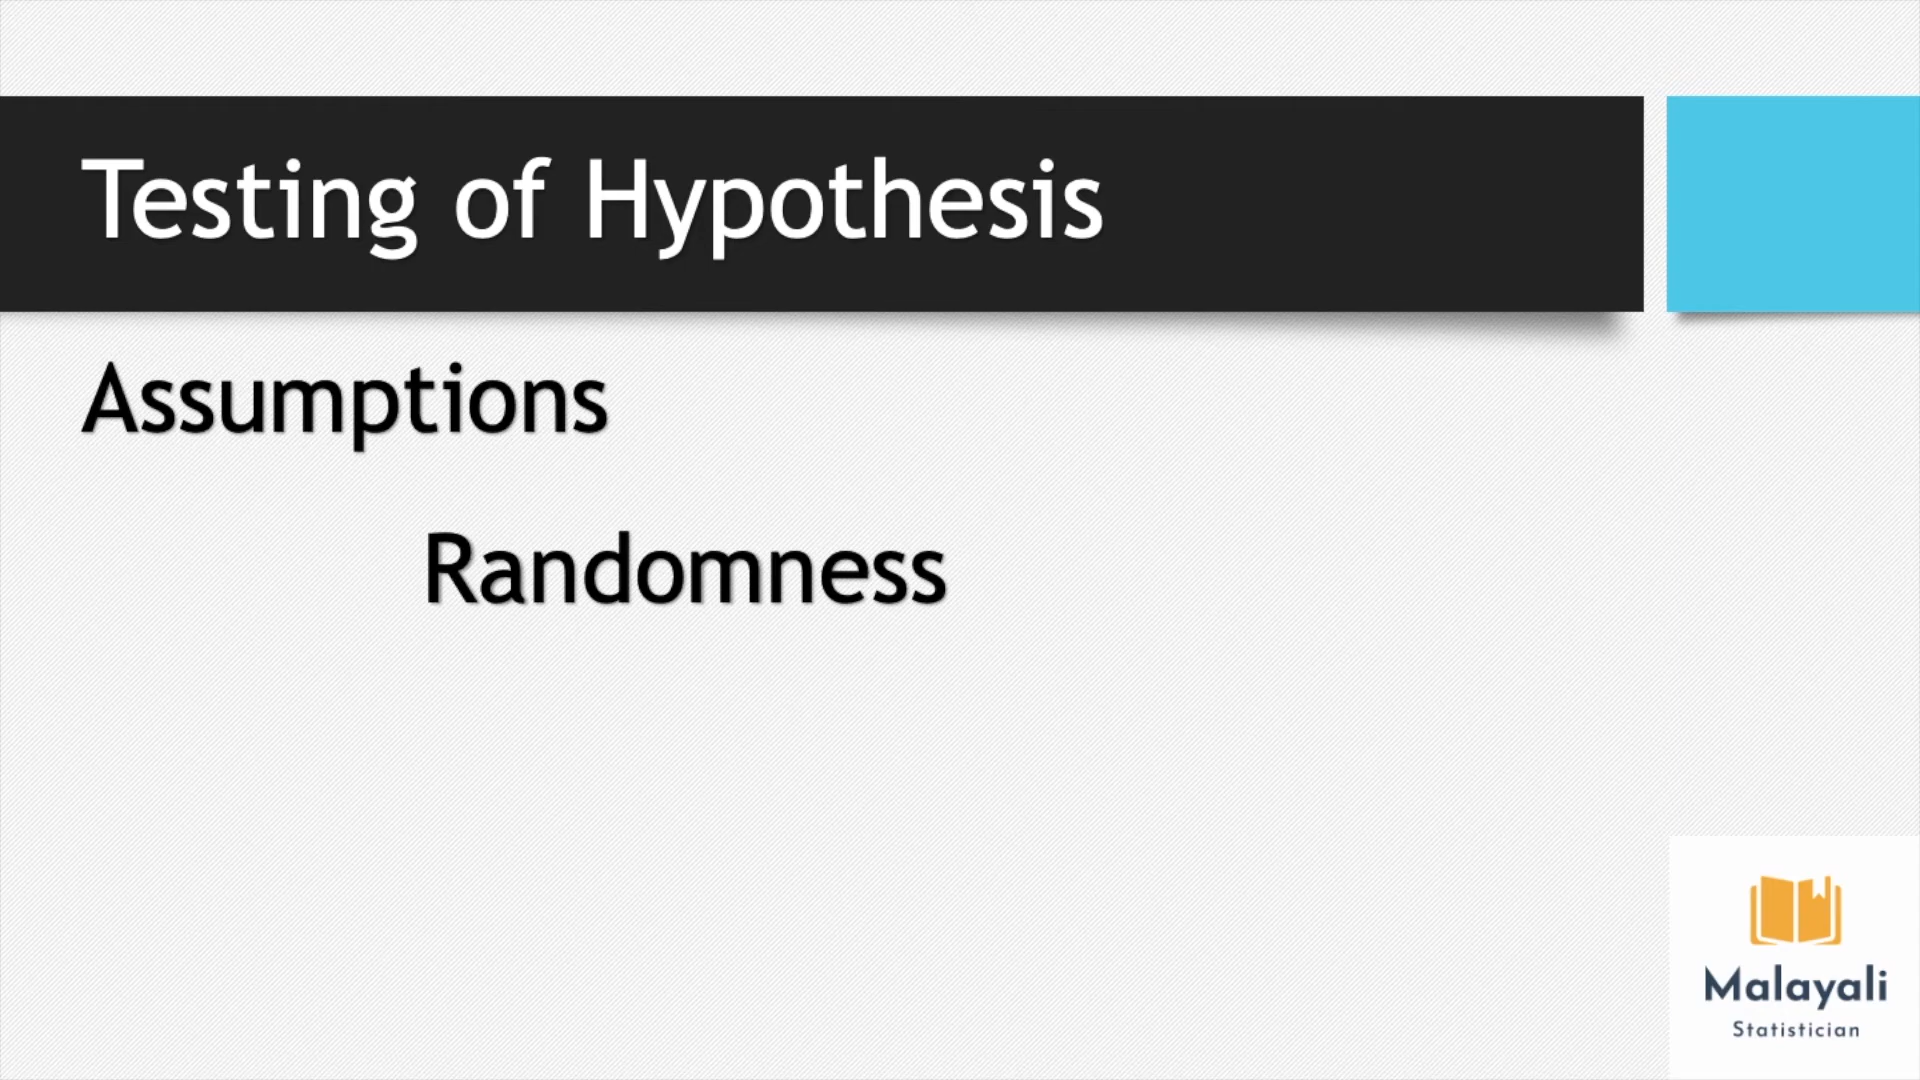 Testing of Hypothesis
Assumptions
Randomness
Malayali
Statistician